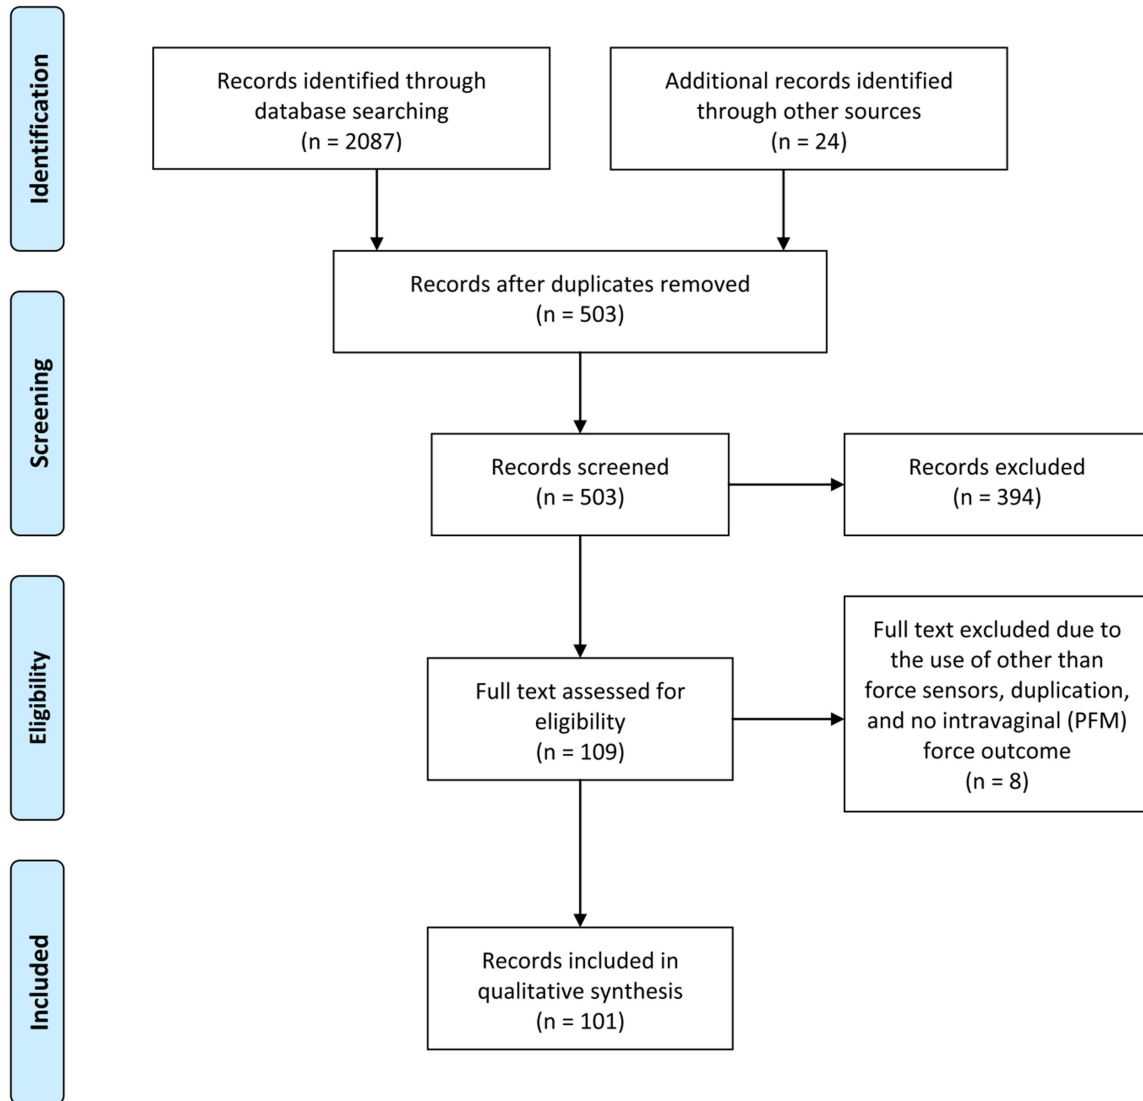 Identification
Records identified through
database searching
(n = 2087)
Additional records identified
through other sources
(n = 24)
Records after duplicates removed
(n = 503)
Screening
Records screened
(n = 503)
Records excluded
(n = 394)
Eligibility
Full text assessed for
eligibility
(n = 109)
Full text excluded due to
the use of other than
force sensors, duplication,
and no intravaginal (PFM)
force outcome
(n = 8)
Included
Records included in
qualitative synthesis
(n = 101)